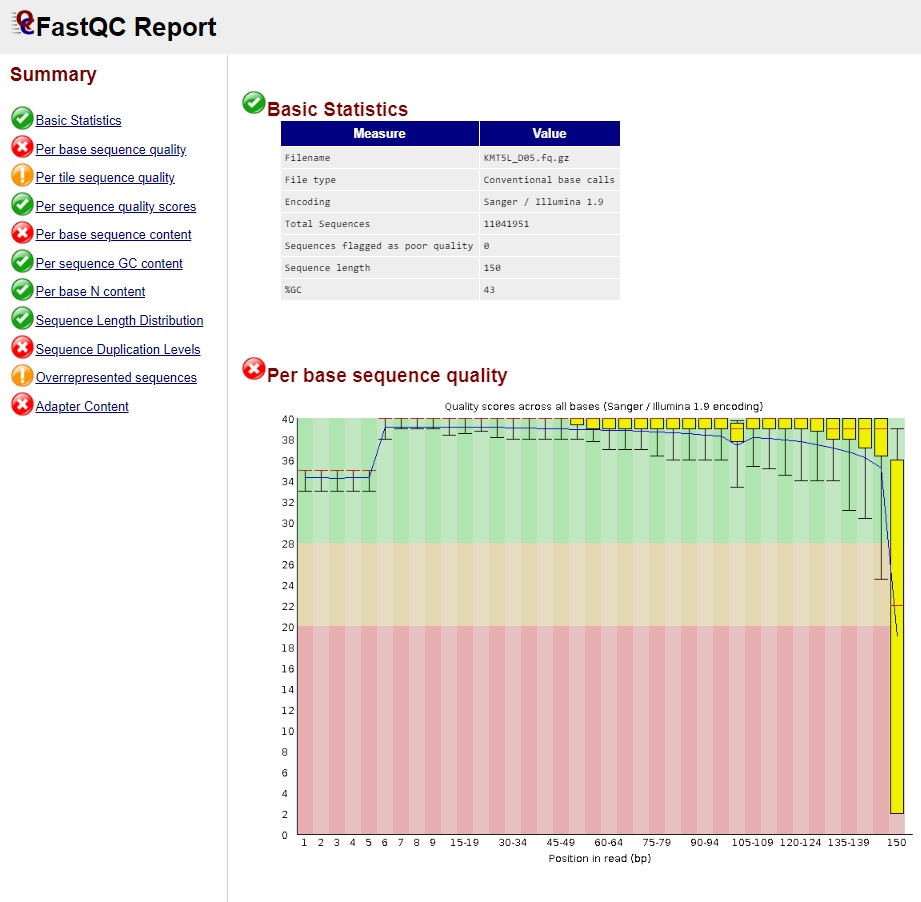 FastQC Report
Summary
Basic Statistics
Per base sequence quality
Per tile sequence quality
Per sequence quality scores
Per base sequence content
Per sequence GC content
Per base N content
Sequence Length Distribution
Sequence Duplication Levels
Overrepresented sequences
Adapter Content
Basic Statistics
Measure Value
Filename KMT5L_D05.fq.gz
File type Conventional base calls
Encoding Sanger / Illumina 1.9
Total Sequences 11041951
Sequences flagged as poor quality 0
Sequence length 150
%GC 43
Per base sequence quality
Quality scores across all bases (Sanger / Illumina 1.9 encoding)
40
38
36
34
32
30
28
26
24
22
20
18
16
14
12
10
8
6
4
2
0
1 2 3 4 5 6 7 8 9 15-19 30-34 45-49 60-64 75-79 90-94 105-109 120-124 135-139 150
Position in read (bp)